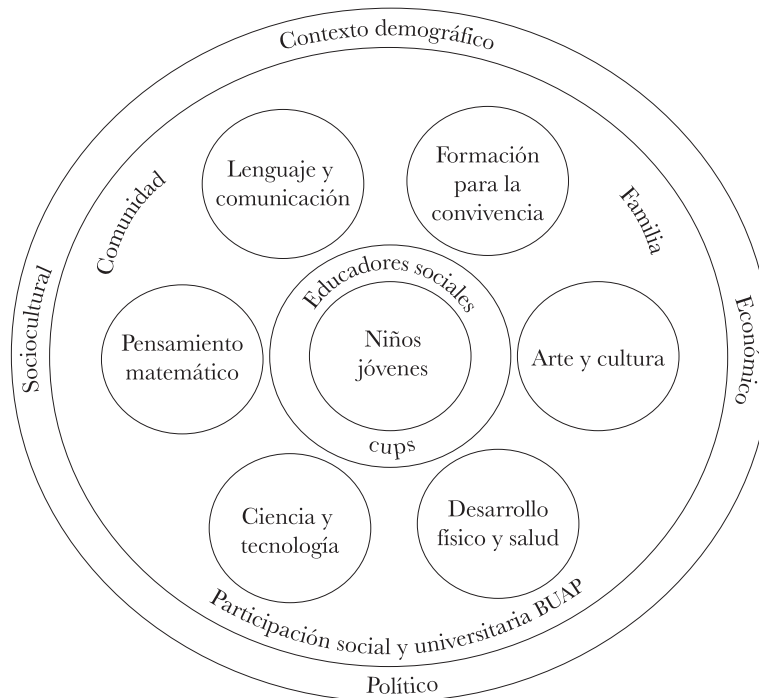 Contexto demográfico
Lenguaje y
comunicación
Formación
para la
convivencia
Comunidad
Familia
Sociocultural
Económico
Educadores sociales
Pensamiento
matemático
Niños
jóvenes
Arte y cultura
cups
Ciencia y
tecnología
Desarrollo
físico y salud
Participación social y universitaria BUAP
Político